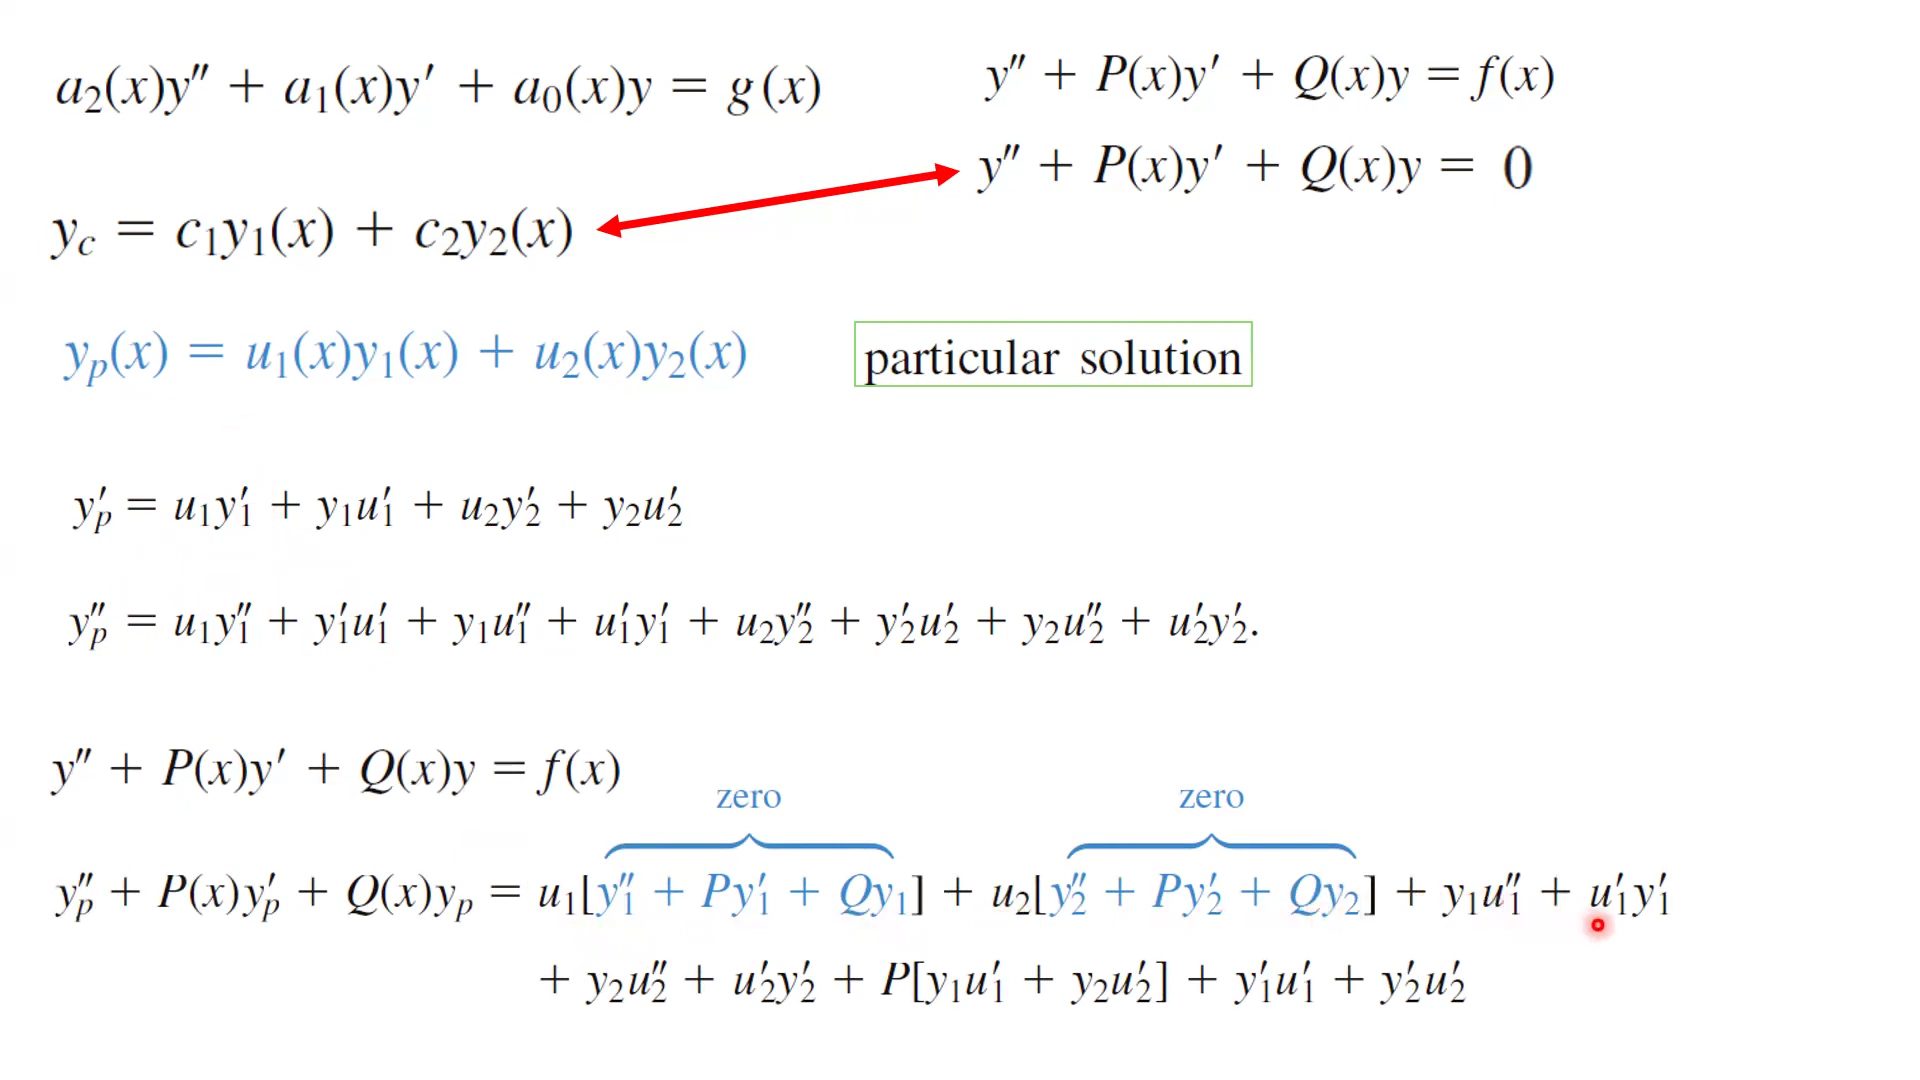 a₂(x)y″ + a₁(x)y′ + a₀(x)y = g(x)
y″ + P(x)y′ + Q(x)y = f(x)
y″ + P(x)y′ + Q(x)y = 0
y_c = c₁y₁(x) + c₂y₂(x)
y_p(x) = u₁(x)y₁(x) + u₂(x)y₂(x)
particular solution
y′_p = u₁y′₁ + y₁u′₁ + u₂y′₂ + y₂u′₂
y″_p = u₁y″₁ + y′₁u′₁ + y₁u″₁ + u′₁y′₁ + u₂y″₂ + y′₂u′₂ + y₂u″₂ + u′₂y′₂.
y″ + P(x)y′ + Q(x)y = f(x)
zero zero
y″_p + P(x)y′_p + Q(x)y_p = u₁[y″₁ + Py′₁ + Qy₁] + u₂[y″₂ + Py′₂ + Qy₂] + y₁u″₁ + u′₁y′₁
+ y₂u″₂ + u′₂y′₂ + P[y₁u′₁ + y₂u′₂] + y′₁u′₁ + y′₂u′₂